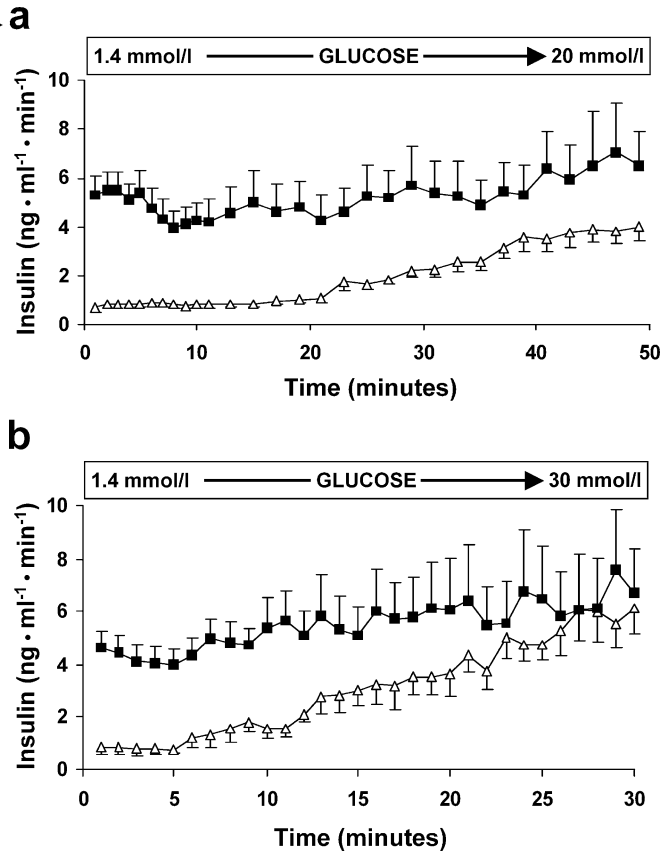 a
1.4 mmol/l GLUCOSE 20 mmol/l
10
8
6
4
2
0
Insulin (ng • ml-1 • min-1)
0 10 20 30 40 50
Time (minutes)
b
1.4 mmol/l GLUCOSE 30 mmol/l
10
8
6
4
2
0
Insulin (ng • ml-1 • min-1)
0 5 10 15 20 25 30
Time (minutes)